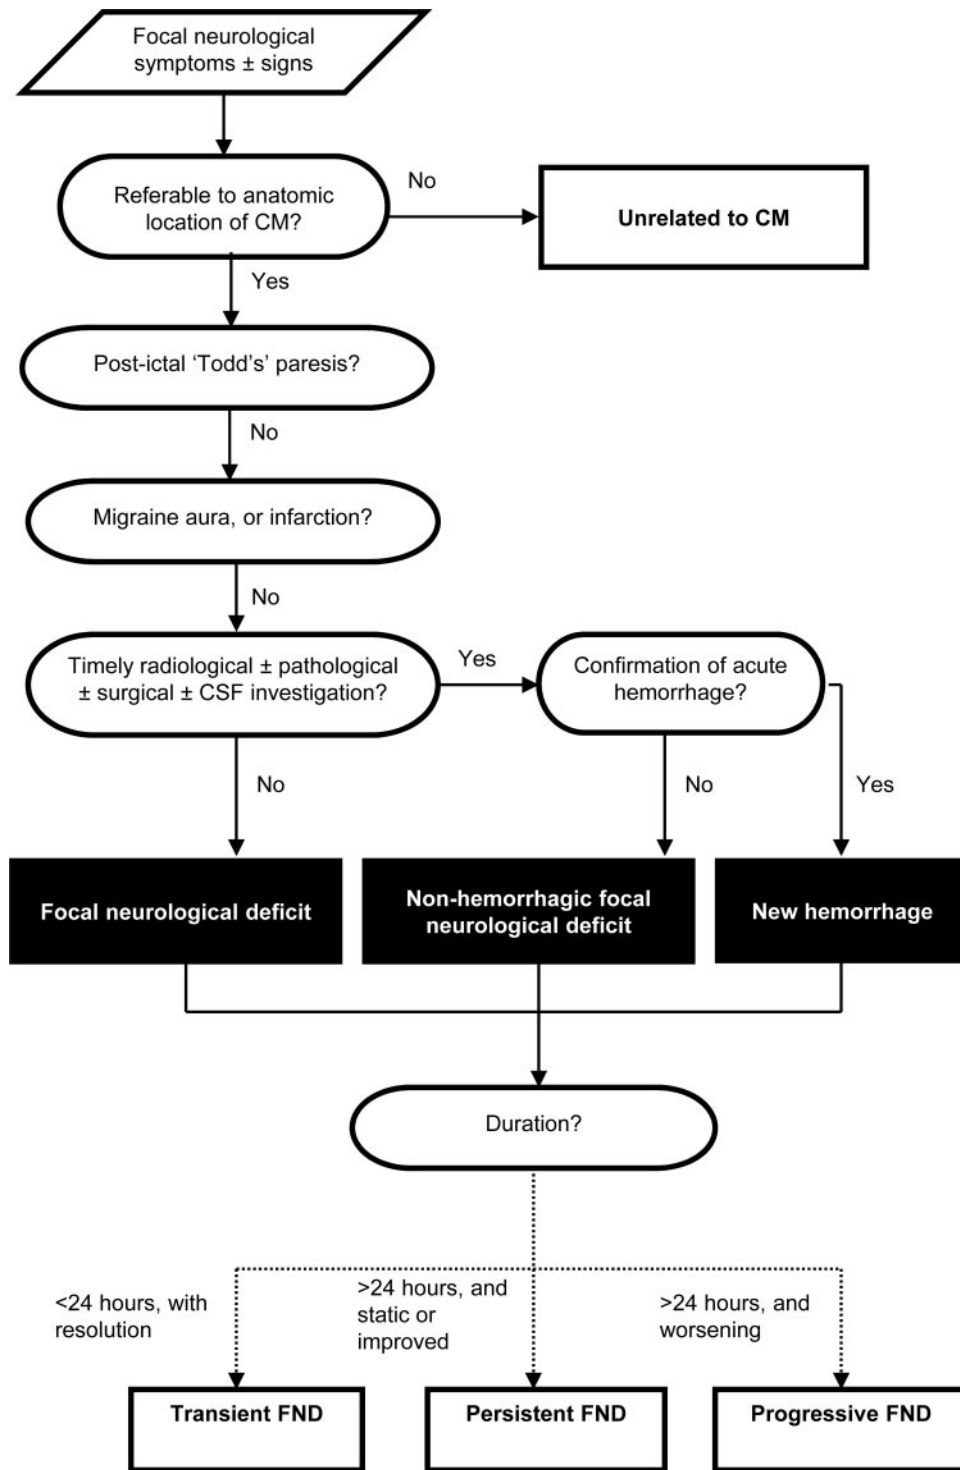 Focal neurological
symptoms ± signs
Referable to anatomic
location of CM?
No
Unrelated to CM
Yes
Post-ictal ‘Todd’s’ paresis?
No
Migraine aura, or infarction?
No
Timely radiological ± pathological
± surgical ± CSF investigation?
Yes
Confirmation of acute
hemorrhage?
No
No
Yes
Focal neurological deficit
Non-hemorrhagic focal
neurological deficit
New hemorrhage
Duration?
<24 hours, with
resolution
>24 hours, and
static or
improved
>24 hours, and
worsening
Transient FND
Persistent FND
Progressive FND